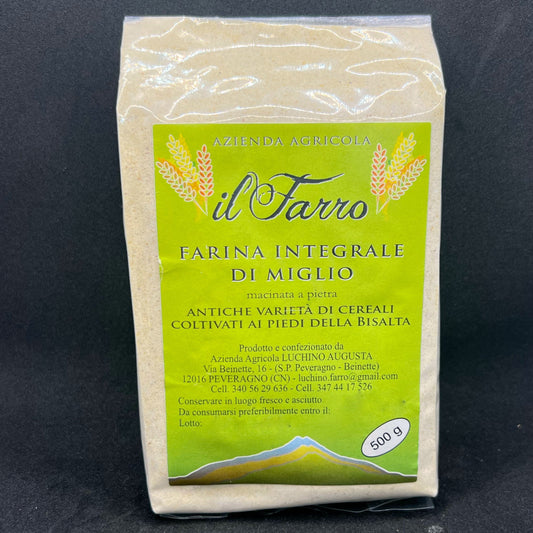 AZIENDA AGRICOLA
il Farro
FARINA INTEGRALE
DI MIGLIO
macinata a pietra
ANTICHE VARIETÀ DI CEREALI
COLTIVATI AI PIEDI DELLA BISALTA
Prodotto e confezionato da
Azienda Agricola LUCHINO AUGUSTA
Via Beinette, 16 - (S.P. Peveragno - Beinette)
12016 PEVERAGNO (CN) - luchino.farro@gmail.com
Cell. 340 56 29 636 - Cell. 347 44 17 526
Conservare in luogo fresco e asciutto
Da consumarsi preferibilmente entro il:
Lotto:
500 g